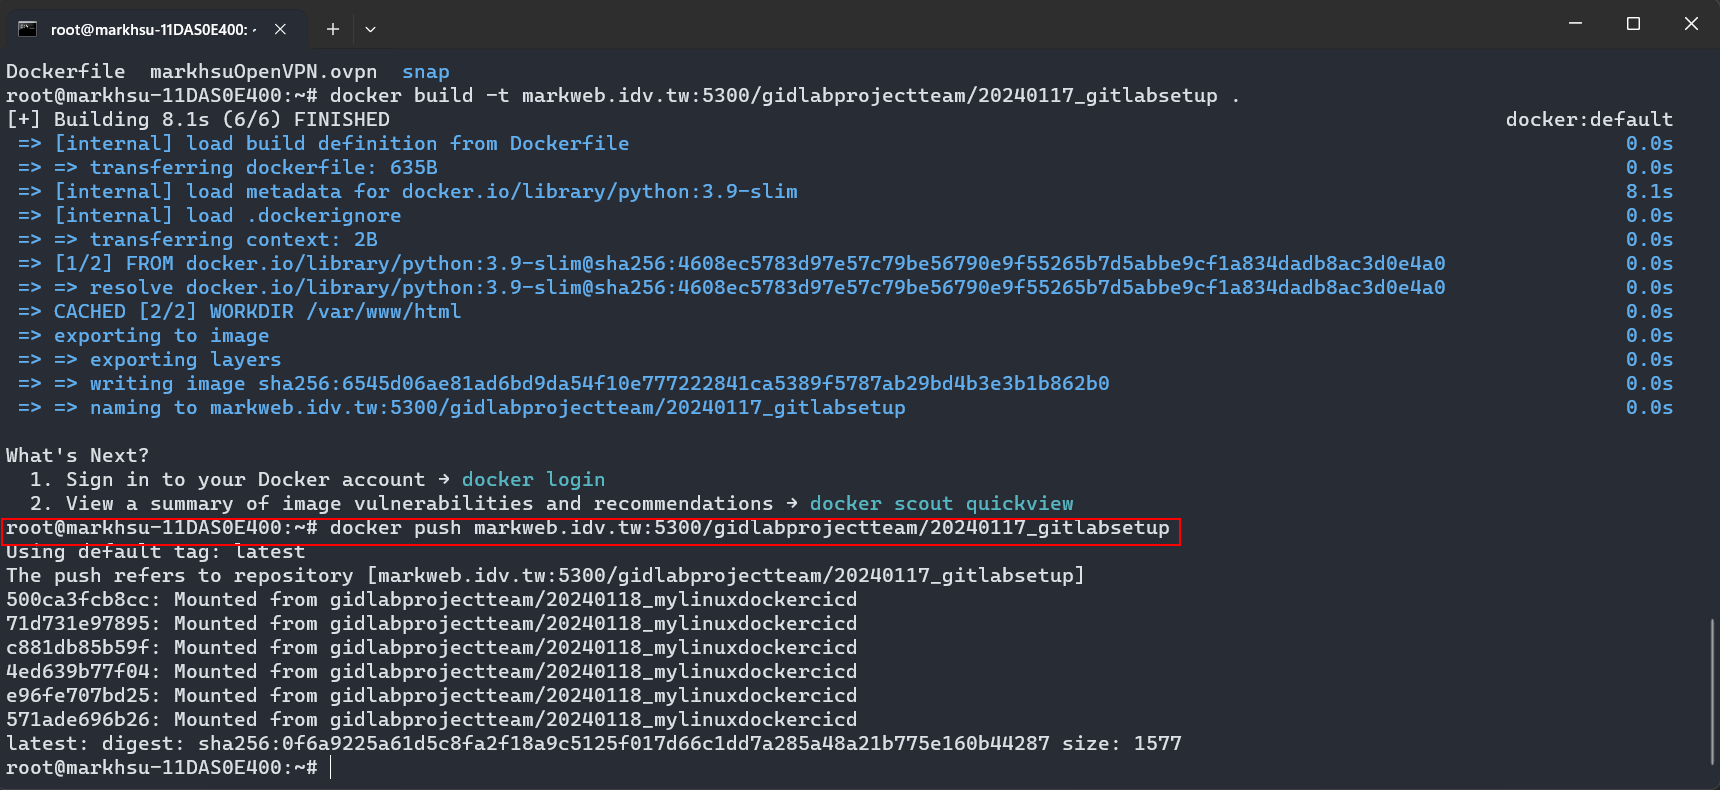 root@markhsu-11DAS0E400: ~
Dockerfile  markhsuOpenVPN.ovpn  snap
root@markhsu-11DAS0E400:~# docker build -t markweb.idv.tw:5300/gidlabprojectteam/20240117_gitlabsetup .
[+] Building 8.1s (6/6) FINISHED docker:default
=> [internal] load build definition from Dockerfile 0.0s
=> => transferring dockerfile: 635B 0.0s
=> [internal] load metadata for docker.io/library/python:3.9-slim 8.1s
=> [internal] load .dockerignore 0.0s
=> => transferring context: 2B 0.0s
=> [1/2] FROM docker.io/library/python:3.9-slim@sha256:4608ec5783d97e57c79be56790e9f55265b7d5abbe9cf1a834dadb8ac3d0e4a0 0.0s
=> => resolve docker.io/library/python:3.9-slim@sha256:4608ec5783d97e57c79be56790e9f55265b7d5abbe9cf1a834dadb8ac3d0e4a0 0.0s
=> CACHED [2/2] WORKDIR /var/www/html 0.0s
=> exporting to image 0.0s
=> => exporting layers 0.0s
=> => writing image sha256:6545d06ae81ad6bd9da54f10e777222841ca5389f5787ab29bd4b3e3b1b862b0 0.0s
=> => naming to markweb.idv.tw:5300/gidlabprojectteam/20240117_gitlabsetup 0.0s
What's Next?
1. Sign in to your Docker account → docker login
2. View a summary of image vulnerabilities and recommendations → docker scout quickview
root@markhsu-11DAS0E400:~# docker push markweb.idv.tw:5300/gidlabprojectteam/20240117_gitlabsetup
Using default tag: latest
The push refers to repository [markweb.idv.tw:5300/gidlabprojectteam/20240117_gitlabsetup]
500ca3fcb8cc: Mounted from gidlabprojectteam/20240118_mylinuxdockercicd
71d731e97895: Mounted from gidlabprojectteam/20240118_mylinuxdockercicd
c881db85b59f: Mounted from gidlabprojectteam/20240118_mylinuxdockercicd
4ed639b77f04: Mounted from gidlabprojectteam/20240118_mylinuxdockercicd
e96fe707bd25: Mounted from gidlabprojectteam/20240118_mylinuxdockercicd
571ade696b26: Mounted from gidlabprojectteam/20240118_mylinuxdockercicd
latest: digest: sha256:0f6a9225a61d5c8fa2f18a9c5125f017d66c1dd7a285a48a21b775e160b44287 size: 1577
root@markhsu-11DAS0E400:~#